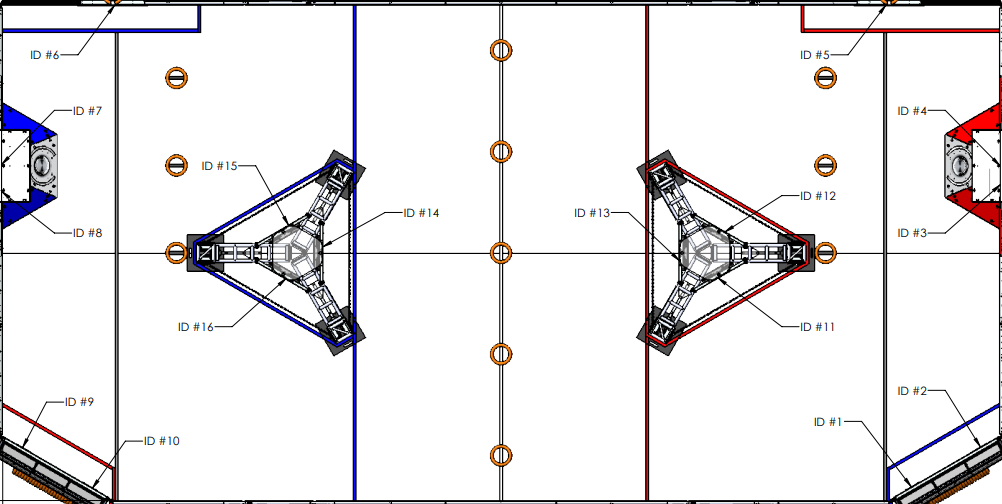 ID #6
ID #5
ID #7
ID #4
ID #15
ID #12
ID #14
ID #13
ID #8
ID #3
ID #16
ID #11
ID #2
ID #9
ID #1
ID #10